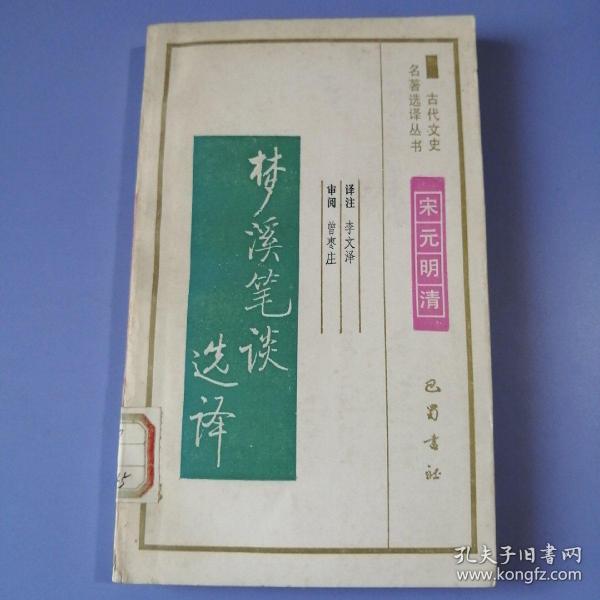 古代文史
名著选译丛书
宋元明清
译注 李文泽
审阅 曾枣庄
梦溪笔谈
选译
巴蜀书社
5
孔夫子旧书网
www.kongfz.com